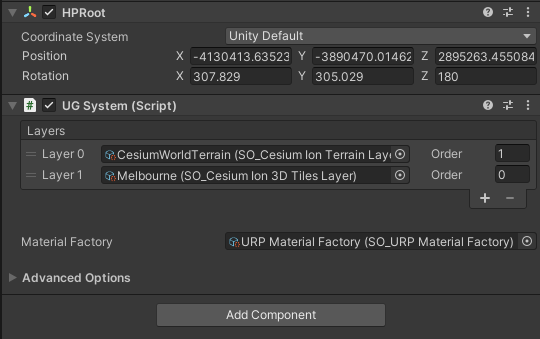 HPRoot
Coordinate System Unity Default
Position X -4130413.63523 Y -3890470.01462 Z 2895263.455084
Rotation X 307.829 Y 305.029 Z 180
# UG System (Script)
Layers
Layer 0 CesiumWorldTerrain (SO_Cesium Ion Terrain Laye Order 1
Layer 1 Melbourne (SO_Cesium Ion 3D Tiles Layer) Order 0
+ −
Material Factory URP Material Factory (SO_URP Material Factory)
Advanced Options
Add Component